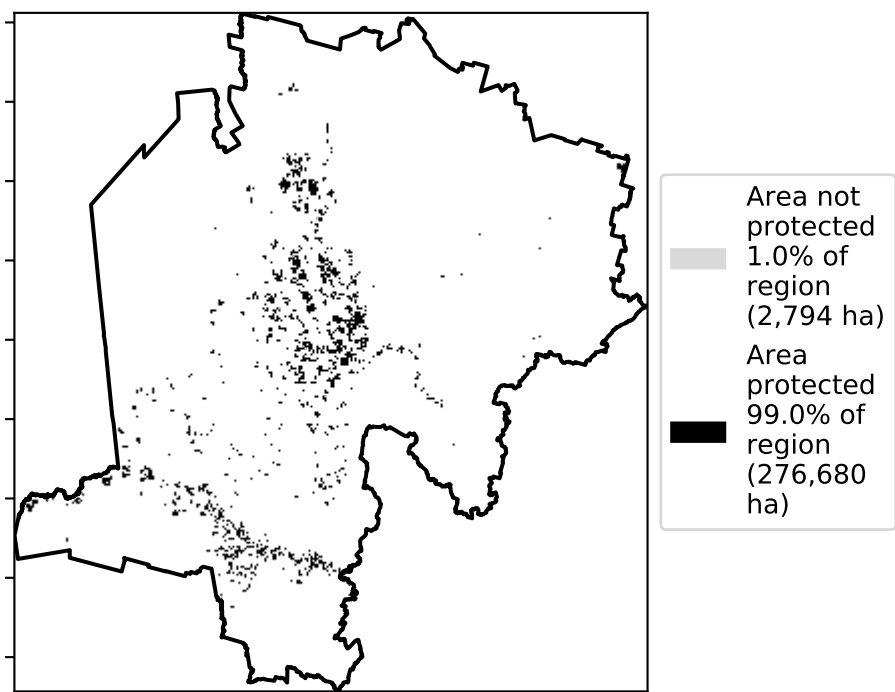 Area not
protected
1.0% of
region
(2,794 ha)
Area
protected
99.0% of
region
(276,680
ha)